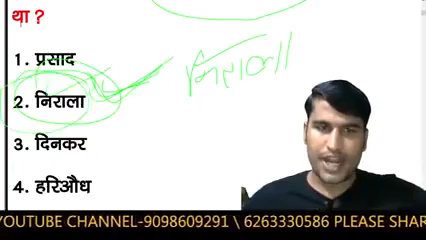 था ?
1. प्रसाद
निराला
2. निराला
3. दिनकर
4. हरिऔध
YOUTUBE CHANNEL-9098609291 \ 6263330586 PLEASE SHAR